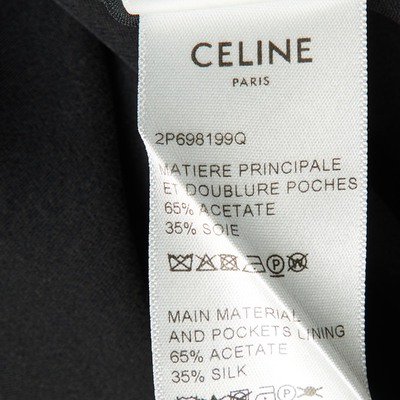 CELINE
PARIS
2P698199Q
MATIERE PRINCIPALE
ET DOUBLURE POCHES
65% ACETATE
35% SOIE
MAIN MATERIAL
AND POCKETS LINING
65% ACETATE
35% SILK